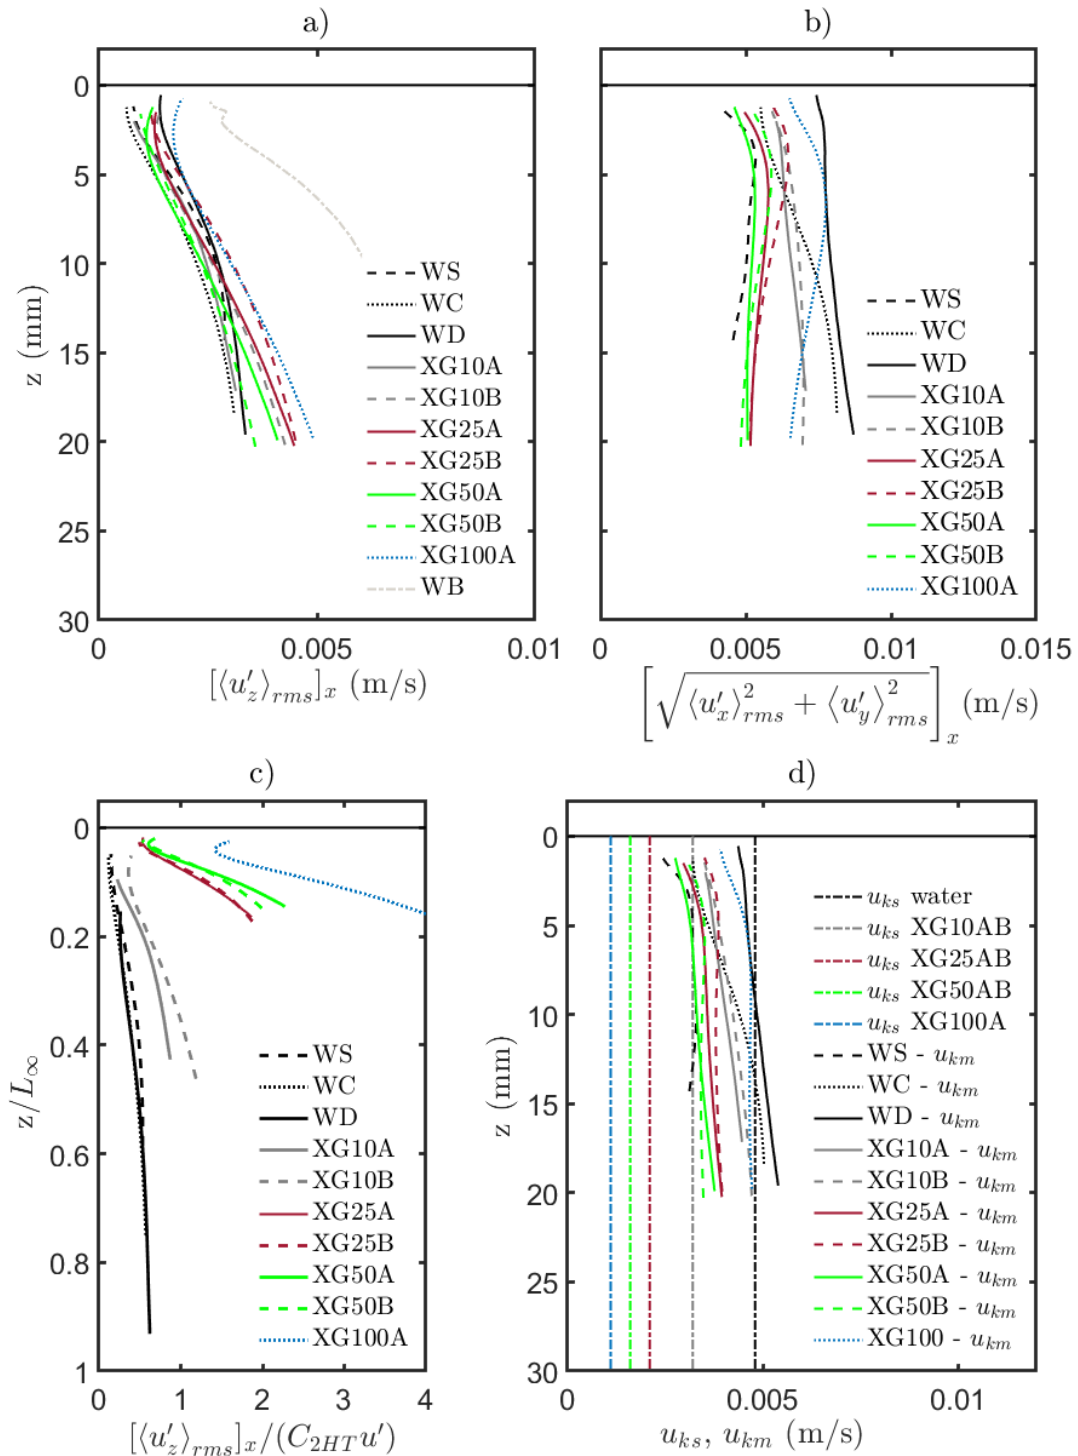 a)
0
5
10
15
20
25
30
z (mm)
WS
WC
WD
XG10A
XG10B
XG25A
XG25B
XG50A
XG50B
XG100A
WB
0
0.005
0.01
[⟨u′z⟩rms]x (m/s)
b)
WS
WC
WD
XG10A
XG10B
XG25A
XG25B
XG50A
XG50B
XG100A
0
0.005
0.01
0.015
[√(⟨u′x⟩²rms + ⟨u′y⟩²rms)]x (m/s)
c)
0
0.2
0.4
0.6
0.8
1
z/L∞
WS
WC
WD
XG10A
XG10B
XG25A
XG25B
XG50A
XG50B
XG100A
0
1
2
3
4
[⟨u′z⟩rms]x/(C2HTu′)
d)
0
5
10
15
20
25
30
z (mm)
uks water
uks XG10AB
uks XG25AB
uks XG50AB
uks XG100A
WS - ukm
WC - ukm
WD - ukm
XG10A - ukm
XG10B - ukm
XG25A - ukm
XG25B - ukm
XG50A - ukm
XG50B - ukm
XG100 - ukm
0
0.005
0.01
uks, ukm (m/s)